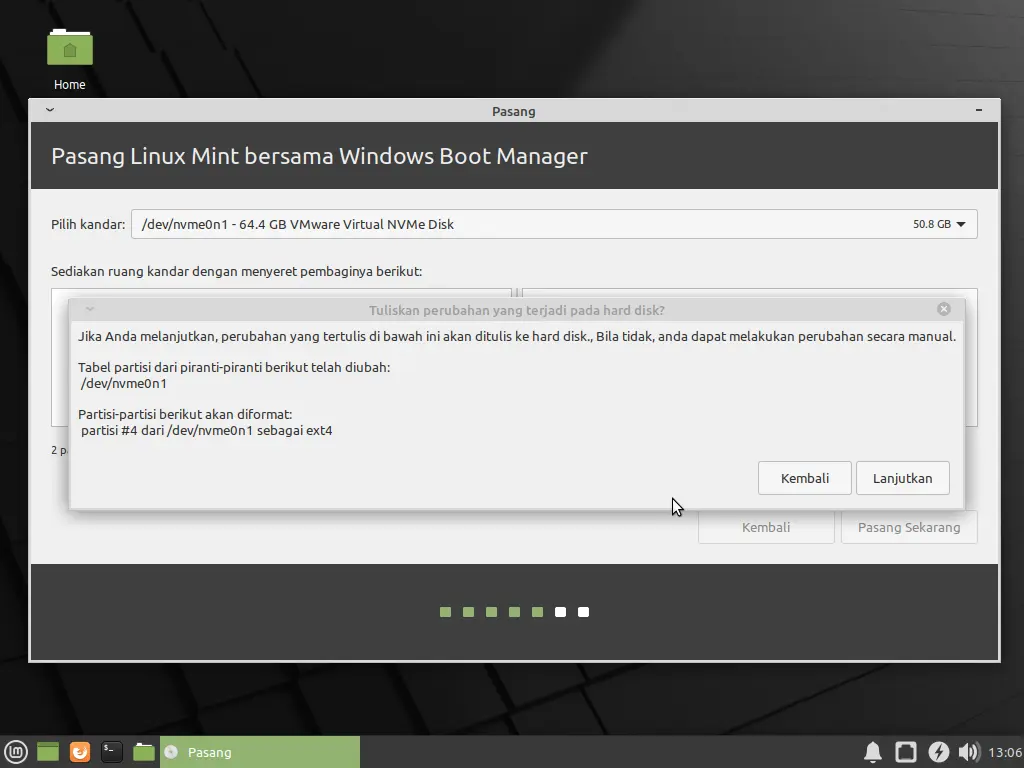 Home
Pasang
Pasang Linux Mint bersama Windows Boot Manager
Pilih kandar:
/dev/nvme0n1 - 64.4 GB VMware Virtual NVMe Disk
50.8 GB
Sediakan ruang kandar dengan menyeret pembaginya berikut:
Tuliskan perubahan yang terjadi pada hard disk?
Jika Anda melanjutkan, perubahan yang tertulis di bawah ini akan ditulis ke hard disk., Bila tidak, anda dapat melakukan perubahan secara manual.
Tabel partisi dari piranti-piranti berikut telah diubah:
/dev/nvme0n1
Partisi-partisi berikut akan diformat:
partisi #4 dari /dev/nvme0n1 sebagai ext4
2 p
Kembali
Lanjutkan
Kembali
Pasang Sekarang
Pasang
13:06